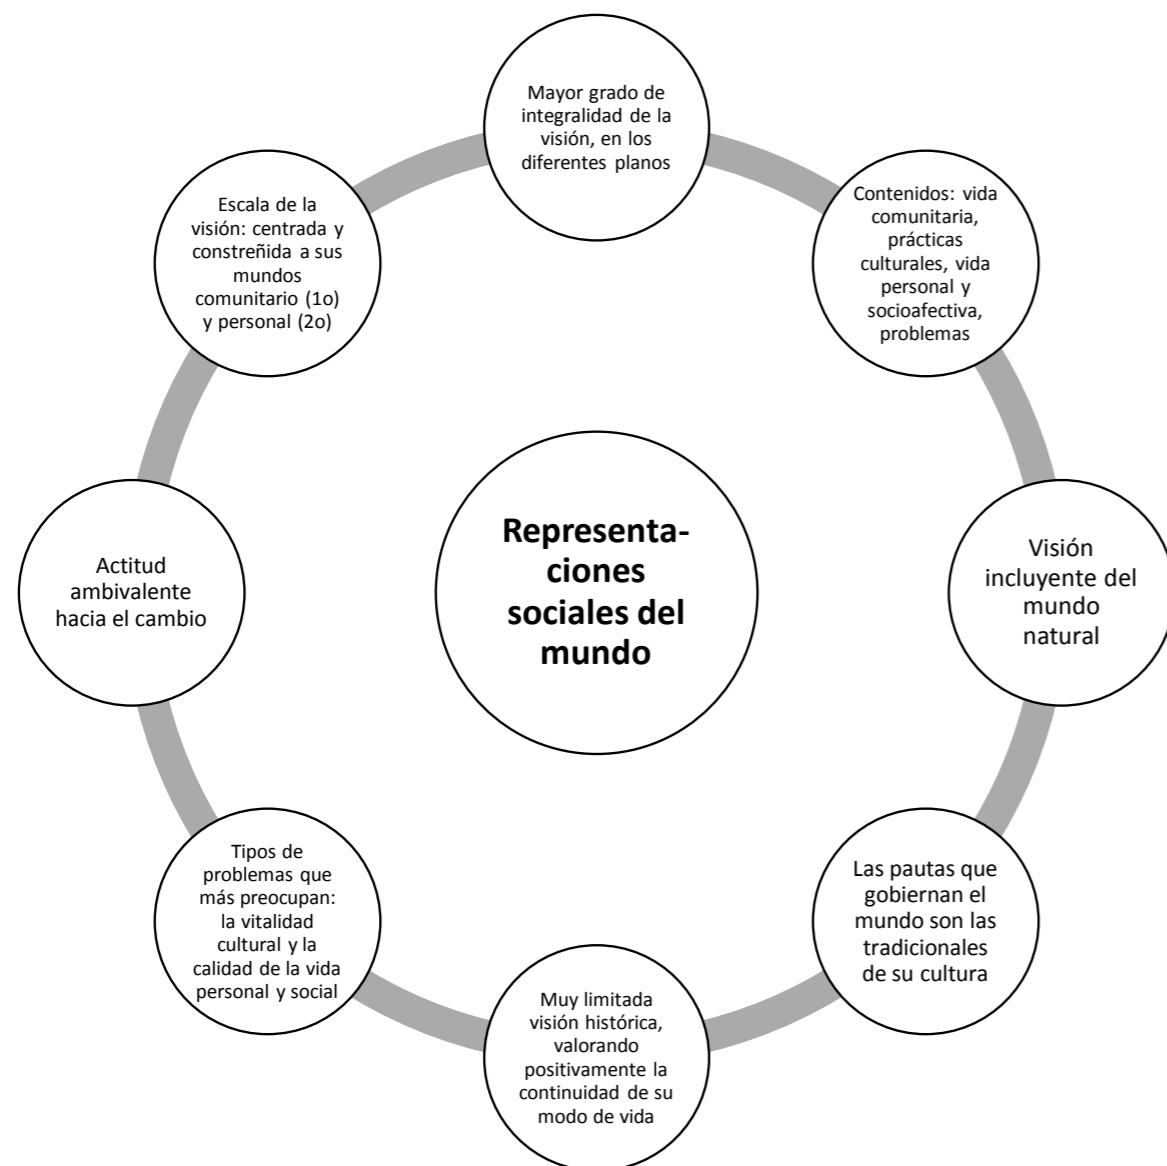 Mayor grado de
integralidad de la
visión, en los
diferentes planos
Contenidos: vida
comunitaria,
prácticas
culturales, vida
personal y
socioafectiva,
problemas
Visión
incluyente del
mundo
natural
Las pautas que
gobiernan el
mundo son las
tradicionales
de su cultura
Muy limitada
visión histórica,
valorando
positivamente la
continuidad de su
modo de vida
Tipos de
problemas que
más preocupan:
la vitalidad
cultural y la
calidad de la vida
personal y social
Actitud
ambivalente
hacia el cambio
Escala de la
visión: centrada y
constreñida a sus
mundos
comunitario (1o)
y personal (2o)
Representa-
ciones
sociales del
mundo